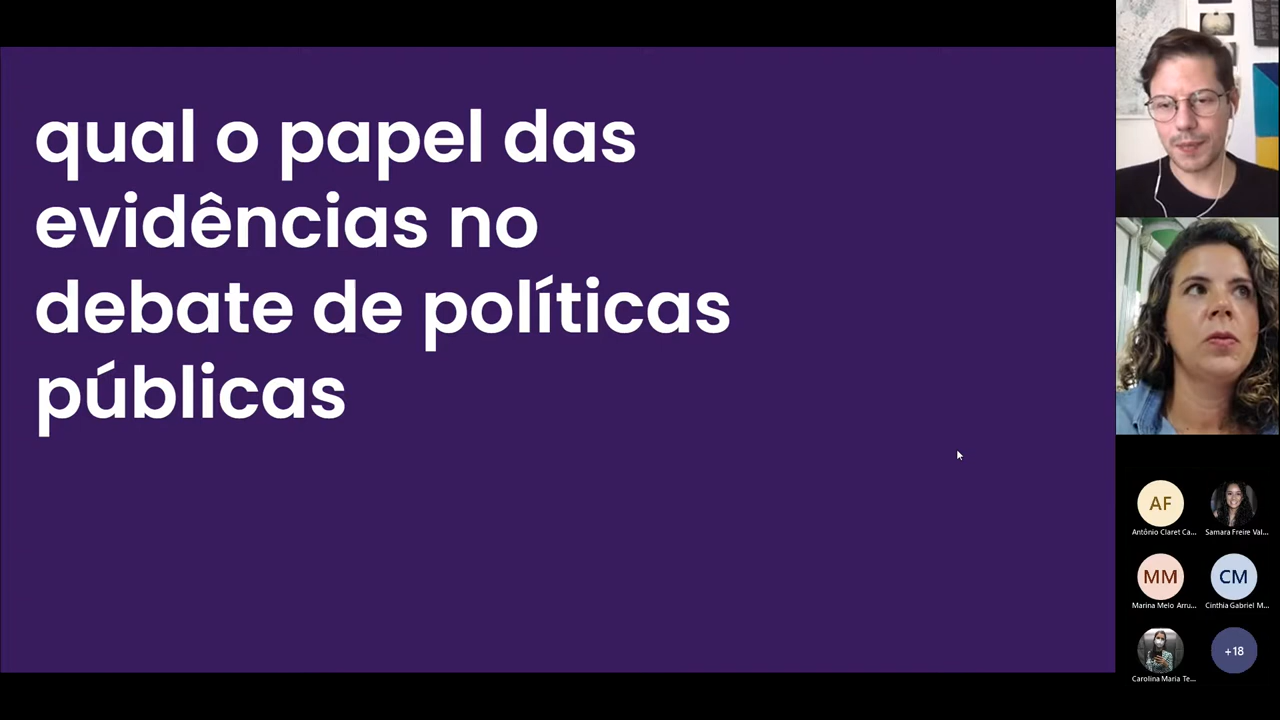 qual o papel das
evidências no
debate de políticas
públicas
AF
Antônio Claret Ca...
Samara Freire Val...
MM
CM
Marina Melo Arru...
Cinthia Gabriel M...
+18
Carolina Maria Te...